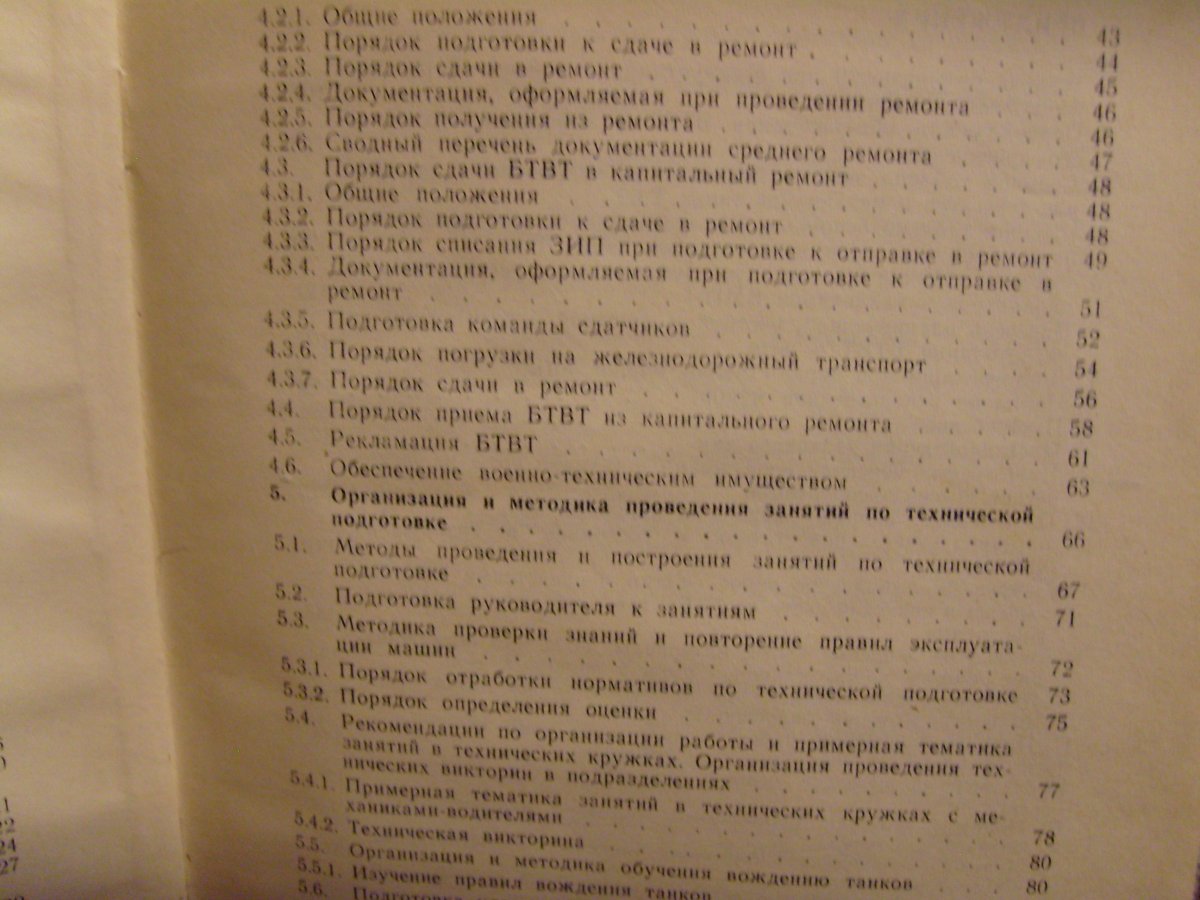 4.2.1. Общие положения . . . . . . . . . . . . . . . 43
4.2.2. Порядок подготовки к сдаче в ремонт . . . . . . . 44
4.2.3. Порядок сдачи в ремонт . . . . . . . . . . . . 45
4.2.4. Документация, оформляемая при проведении ремонта . . . 46
4.2.5. Порядок получения из ремонта . . . . . . . . . . 46
4.2.6. Сводный перечень документации среднего ремонта . . . . 47
4.3. Порядок сдачи БТВТ в капитальный ремонт . . . . . . 48
4.3.1. Общие положения . . . . . . . . . . . . . . . 48
4.3.2. Порядок подготовки к сдаче в ремонт . . . . . . . 48
4.3.3. Порядок списания ЗИП при подготовке к отправке в ремонт 49
4.3.4. Документация, оформляемая при подготовке к отправке в
ремонт . . . . . . . . . . . . . . . . . . 51
4.3.5. Подготовка команды сдатчиков . . . . . . . . . . 52
4.3.6. Порядок погрузки на железнодорожный транспорт . . . . 54
4.3.7. Порядок сдачи в ремонт . . . . . . . . . . . . 56
4.4. Порядок приема БТВТ из капитального ремонта . . . . . 58
4.5. Рекламация БТВТ . . . . . . . . . . . . . . . 61
4.6. Обеспечение военно-техническим имуществом . . . . . . 63
5. Организация и методика проведения занятий по технической
подготовке . . . . . . . . . . . . . . . . . 66
5.1. Методы проведения и построения занятий по технической
подготовке . . . . . . . . . . . . . . . . . 67
5.2. Подготовка руководителя к занятиям . . . . . . . . 71
5.3. Методика проверки знаний и повторение правил эксплуата-
ции машин . . . . . . . . . . . . . . . . . 72
5.3.1. Порядок отработки нормативов по технической подготовке 73
5.3.2. Порядок определения оценки . . . . . . . . . . . 75
5.4. Рекомендации по организации работы и примерная тематика
занятий в технических кружках. Организация проведения тех-
нических викторин в подразделениях . . . . . . . . 77
5.4.1. Примерная тематика занятий в технических кружках с ме-
ханиками-водителями . . . . . . . . . . . . . 78
5.4.2. Техническая викторина . . . . . . . . . . . . . 80
5.5. Организация и методика обучения вождению танков . . . 80
5.5.1. Изучение правил вождения танков
5.6. Подготовка
22
24
27